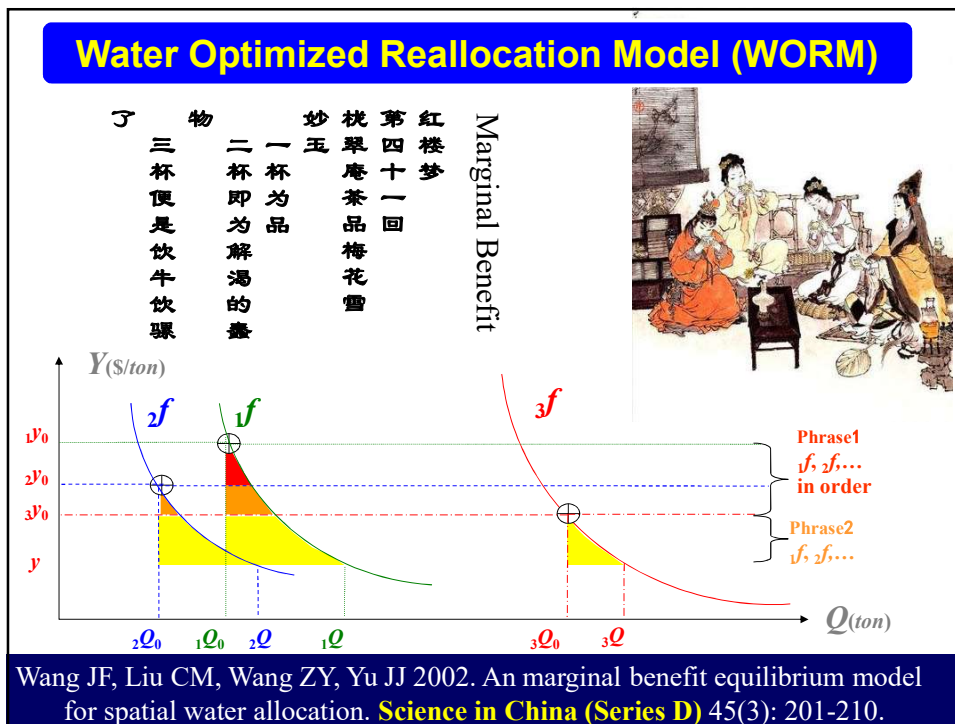 Water Optimized Reallocation Model (WORM)
Marginal Benefit
红楼梦
第四十一回
栊翠庵茶品梅花雪
妙玉
一杯为品
二杯即为解渴的蠢
物
三杯便是饮牛饮骡
了
Y($/ton)
₂f
₁f
₃f
₁y₀
₂y₀
₃y₀
y
Phrase1
₁f, ₂f,…
in order
Phrase2
₁f, ₂f,…
₂Q₀ ₁Q₀ ₂Q ₁Q ₃Q₀ ₃Q
Q(ton)
Wang JF, Liu CM, Wang ZY, Yu JJ 2002. An marginal benefit equilibrium model
for spatial water allocation. Science in China (Series D) 45(3): 201-210.